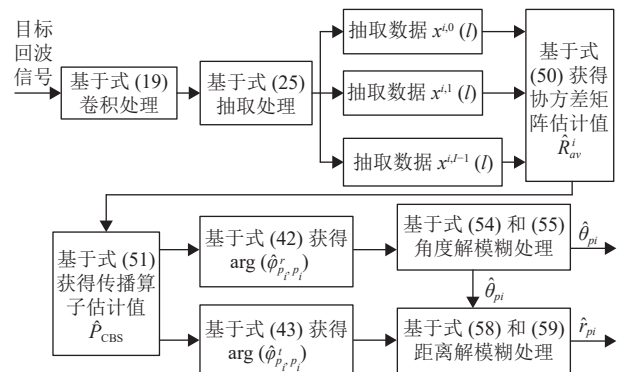 目标
回波
信号
基于式 (19)
卷积处理
基于式 (25)
抽取处理
抽取数据 x^{i,0} (l)
抽取数据 x^{i,1} (l)
抽取数据 x^{i,I−1} (l)
基于式
(50) 获得
协方差矩
阵估计值
R̂^i_{av}
基于式 (51)
获得传播算
子估计值
P̂_{CBS}
基于式 (42) 获得
arg (φ̂^r_{p_i, p_i})
基于式 (54) 和 (55)
角度解模糊处理
θ̂_{pi}
θ̂_{pi}
基于式 (43) 获得
arg (φ̂^t_{p_i, p_i})
基于式 (58) 和 (59)
距离解模糊处理
r̂_{pi}